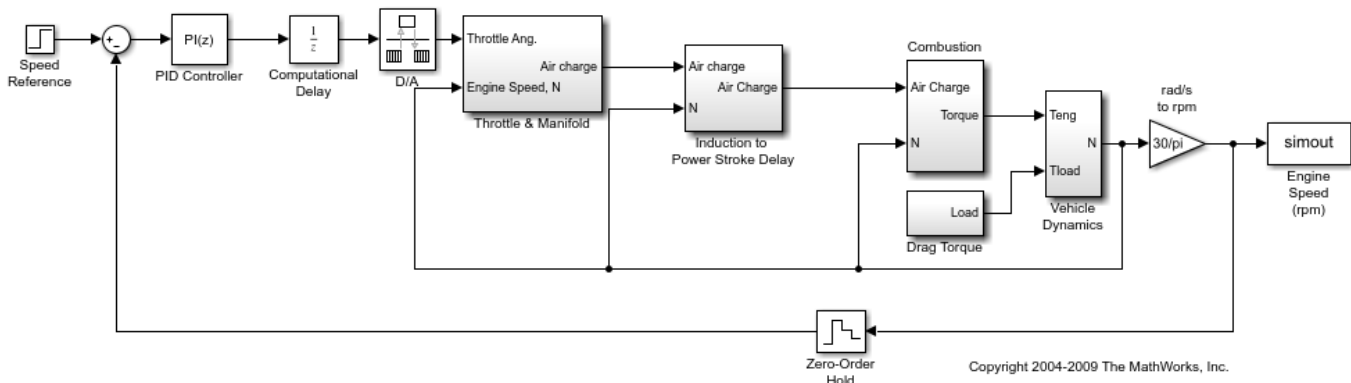 Speed
Reference
+
−
PI(z)
PID Controller
1
z
Computational
Delay
D/A
Throttle Ang.
Air charge
Engine Speed, N
Throttle & Manifold
Air charge
Air Charge
N
Induction to
Power Stroke Delay
Combustion
Air Charge
Torque
N
Load
Drag Torque
Teng
N
Tload
Vehicle
Dynamics
rad/s
to rpm
30/pi
simout
Engine
Speed
(rpm)
Zero-Order
Hold
Copyright 2004-2009 The MathWorks, Inc.